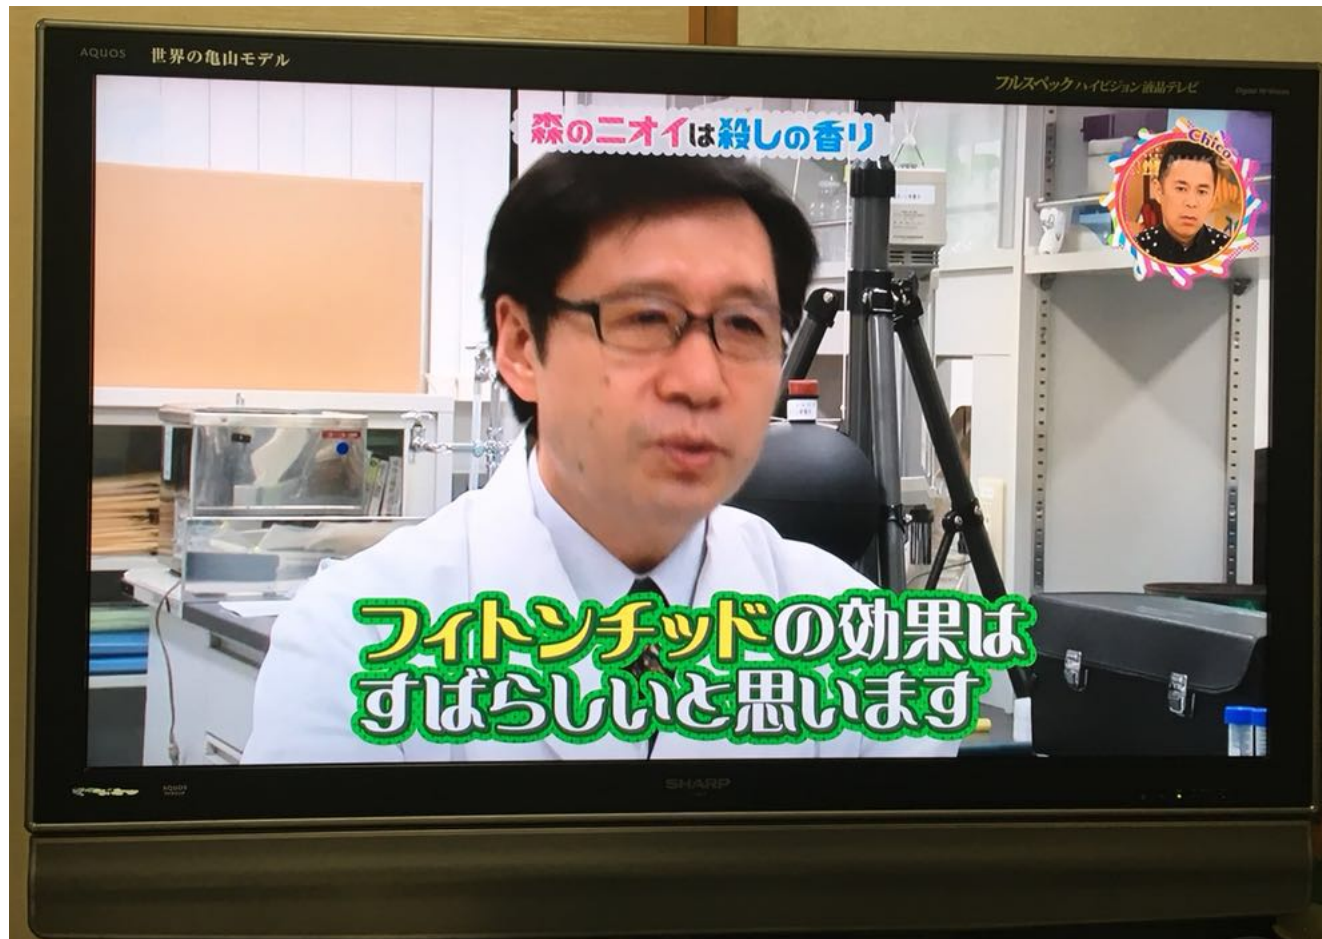 AQUOS 世界の亀山モデル
フルスペックハイビジョン液晶テレビ
森のニオイは殺しの香り
Chico
フィトンチッドの効果は
すばらしいと思います
AQUOS
SHARP